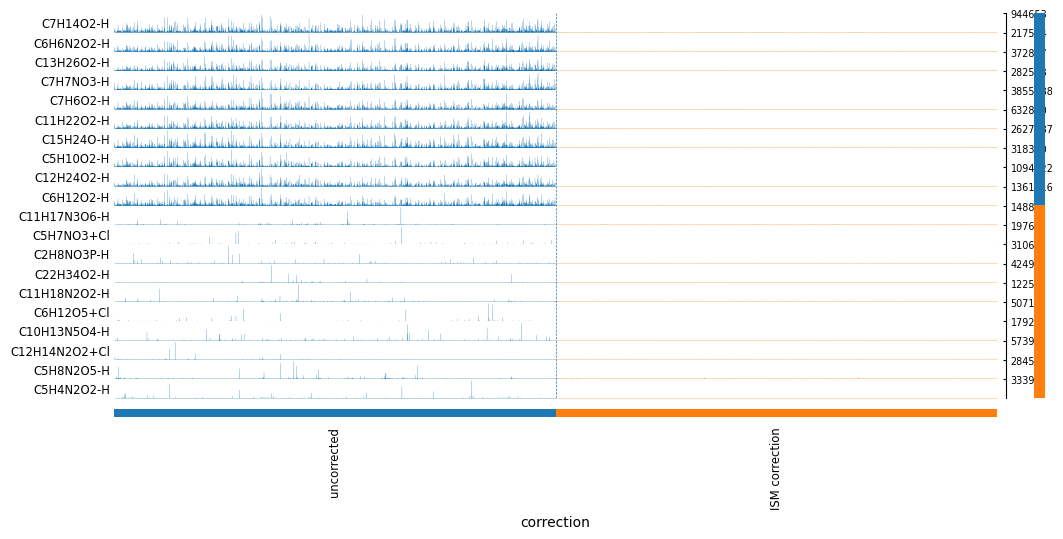 C7H14O2-H
C6H6N2O2-H
C13H26O2-H
C7H7NO3-H
C7H6O2-H
C11H22O2-H
C15H24O-H
C5H10O2-H
C12H24O2-H
C6H12O2-H
C11H17N3O6-H
C5H7NO3+Cl
C2H8NO3P-H
C22H34O2-H
C11H18N2O2-H
C6H12O5+Cl
C10H13N5O4-H
C12H14N2O2+Cl
C5H8N2O5-H
C5H4N2O2-H
1488
1976
3106
4249
1225
5071
1792
5739
2845
3339
uncorrected
ISM correction
correction